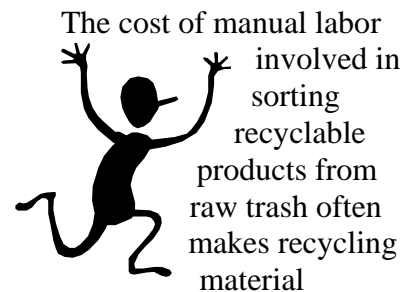 The cost of manual labor
involved in
sorting
recyclable
products from
raw trash often
makes recycling
material